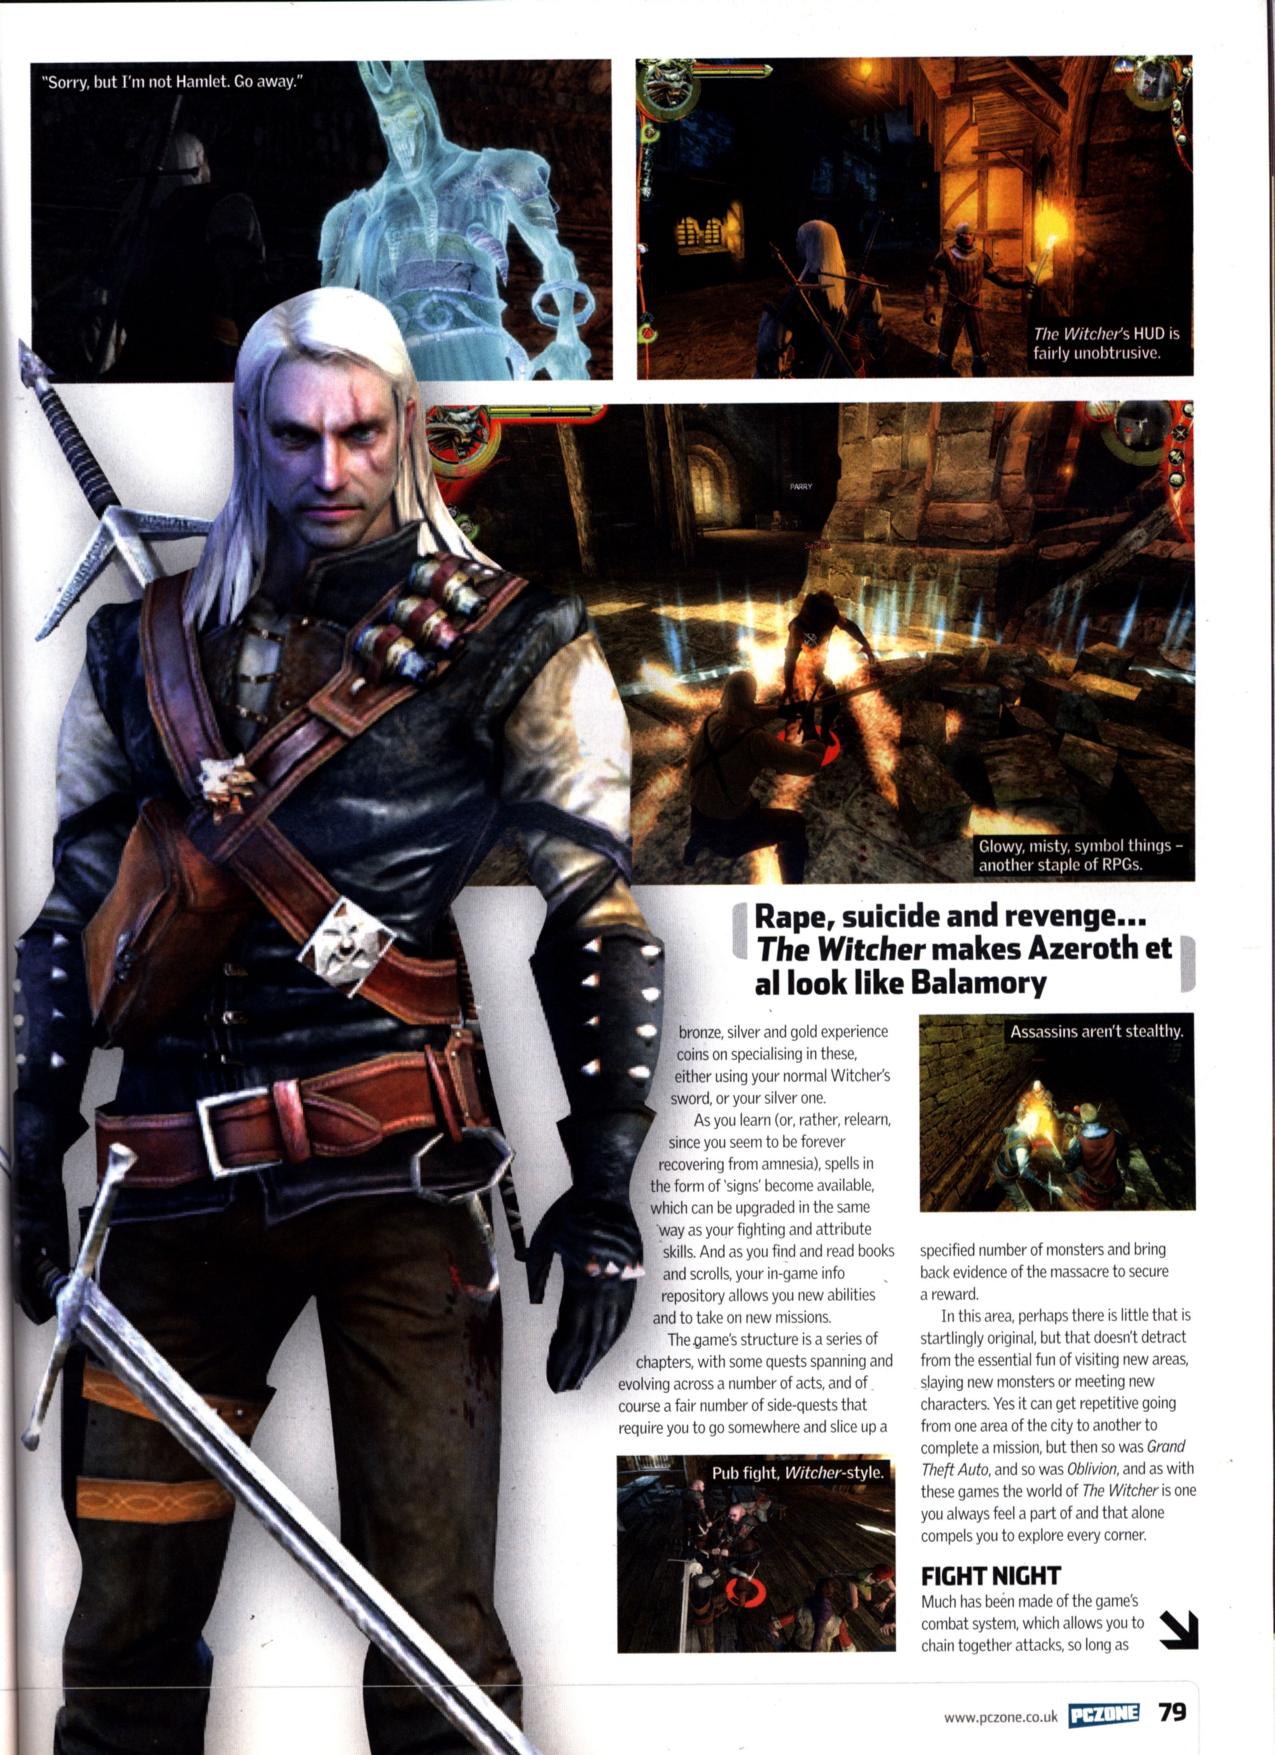 "Sorry, but I'm not Hamlet. Go away."
The Witcher's HUD is
fairly unobtrusive.
PARRY
Glowy, misty, symbol things –
another staple of RPGs.
Rape, suicide and revenge...
The Witcher makes Azeroth et
al look like Balamory
bronze, silver and gold experience
coins on specialising in these,
either using your normal Witcher's
sword, or your silver one.
As you learn (or, rather, relearn,
since you seem to be forever
recovering from amnesia), spells in
the form of 'signs' become available,
which can be upgraded in the same
way as your fighting and attribute
skills. And as you find and read books
and scrolls, your in-game info
repository allows you new abilities
and to take on new missions.
The game's structure is a series of
chapters, with some quests spanning and
evolving across a number of acts, and of
course a fair number of side-quests that
require you to go somewhere and slice up a
Pub fight, Witcher-style.
Assassins aren't stealthy.
specified number of monsters and bring
back evidence of the massacre to secure
a reward.
In this area, perhaps there is little that is
startlingly original, but that doesn't detract
from the essential fun of visiting new areas,
slaying new monsters or meeting new
characters. Yes it can get repetitive going
from one area of the city to another to
complete a mission, but then so was Grand
Theft Auto, and so was Oblivion, and as with
these games the world of The Witcher is one
you always feel a part of and that alone
compels you to explore every corner.
FIGHT NIGHT
Much has been made of the game's
combat system, which allows you to
chain together attacks, so long as
www.pczone.co.uk PCZONE 79